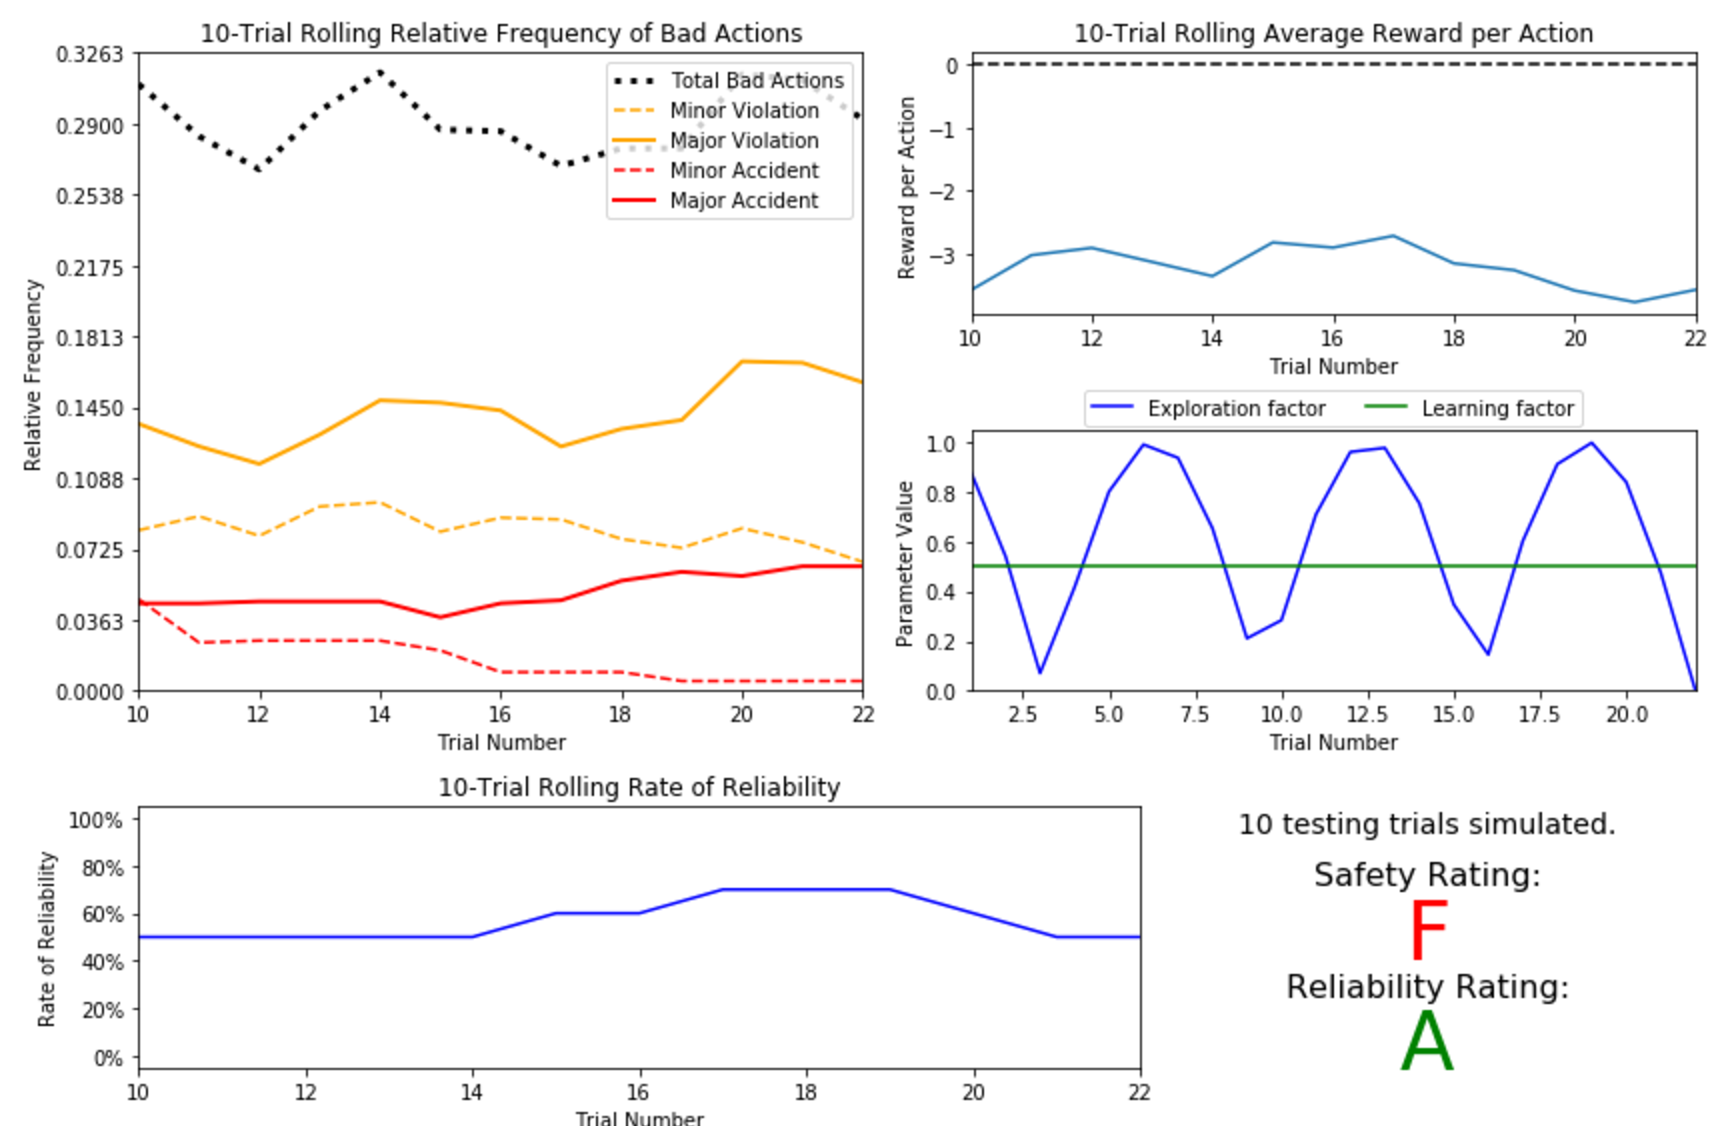 10-Trial Rolling Relative Frequency of Bad Actions
0.3263
0.2900
0.2538
0.2175
0.1813
0.1450
0.1088
0.0725
0.0363
0.0000
Relative Frequency
Total Bad Actions
Minor Violation
Major Violation
Minor Accident
Major Accident
10 12 14 16 18 20 22
Trial Number
10-Trial Rolling Average Reward per Action
0
−1
−2
−3
Reward per Action
10 12 14 16 18 20 22
Trial Number
Exploration factor Learning factor
1.0
0.8
0.6
0.4
0.2
0.0
Parameter Value
2.5 5.0 7.5 10.0 12.5 15.0 17.5 20.0
Trial Number
10-Trial Rolling Rate of Reliability
100%
80%
60%
40%
20%
0%
Rate of Reliability
10 12 14 16 18 20 22
Trial Number
10 testing trials simulated.
Safety Rating:
F
Reliability Rating:
A